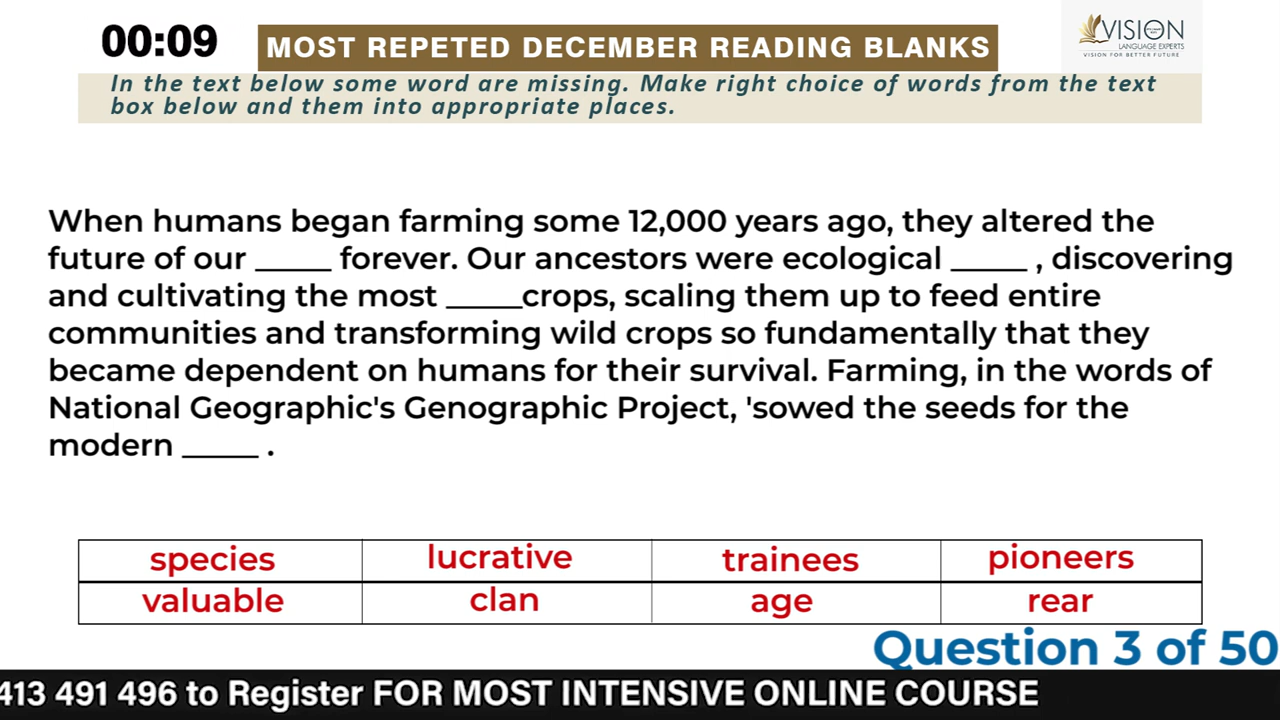 00:09
MOST REPETED DECEMBER READING BLANKS
VISION
LANGUAGE EXPERTS
VISION FOR BETTER FUTURE
In the text below some word are missing. Make right choice of words from the text
box below and them into appropriate places.
When humans began farming some 12,000 years ago, they altered the
future of our _____ forever. Our ancestors were ecological _____ , discovering
and cultivating the most _____crops, scaling them up to feed entire
communities and transforming wild crops so fundamentally that they
became dependent on humans for their survival. Farming, in the words of
National Geographic's Genographic Project, 'sowed the seeds for the
modern _____ .
species lucrative trainees pioneers
valuable clan age rear
Question 3 of 50
413 491 496 to Register FOR MOST INTENSIVE ONLINE COURSE